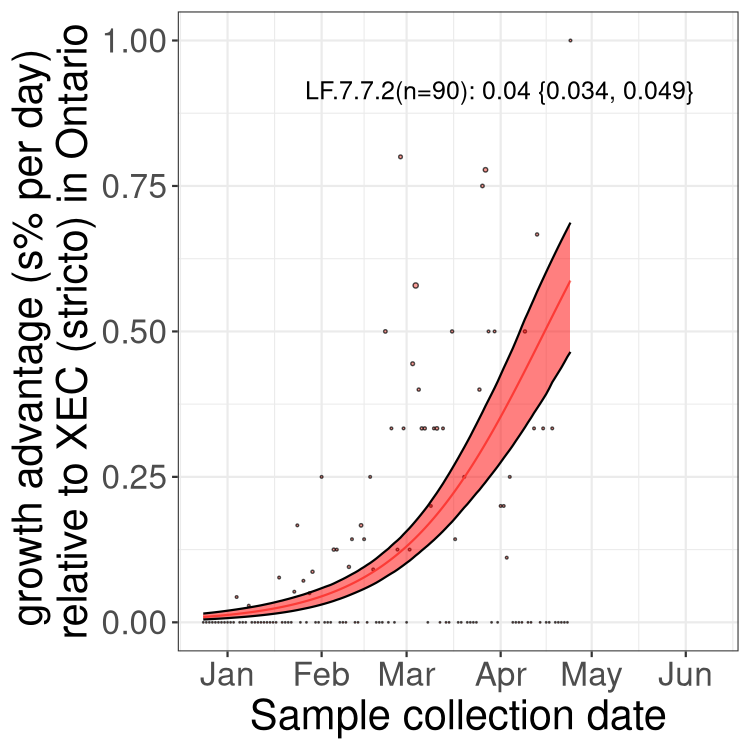 growth advantage (s% per day)
relative to XEC (stricto) in Ontario
1.00
0.75
0.50
0.25
0.00
LF.7.7.2(n=90): 0.04 {0.034, 0.049}
Jan Feb Mar Apr May Jun
Sample collection date